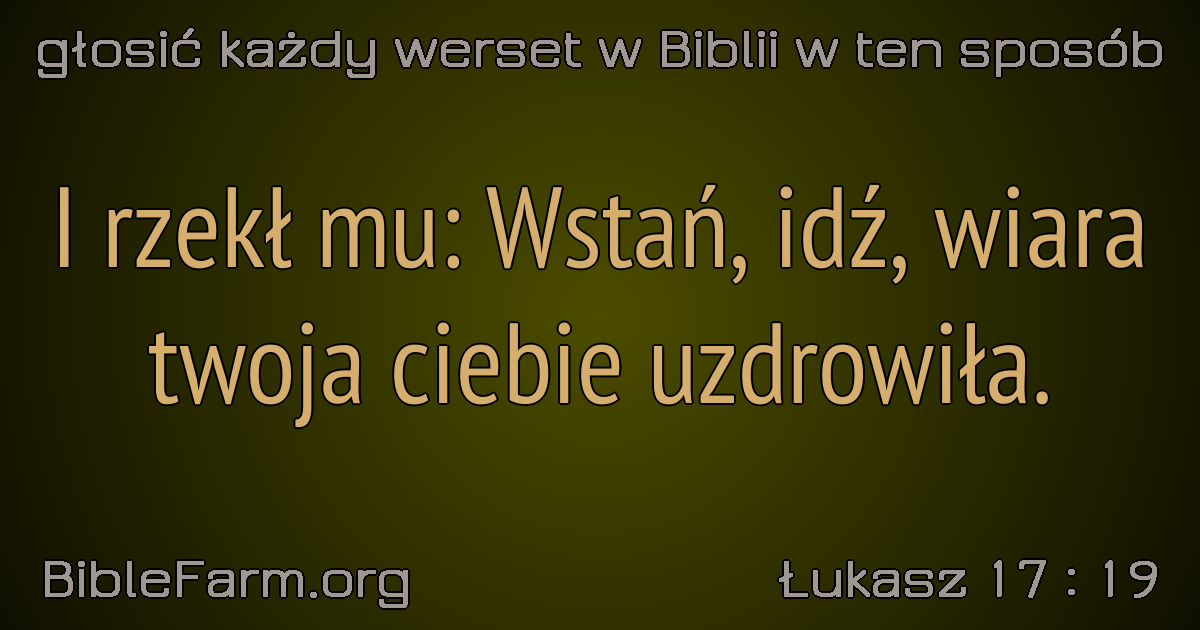 głosić każdy werset w Biblii w ten sposób
I rzekł mu: Wstań, idź, wiara
twoja ciebie uzdrowiła.
BibleFarm.org
Łukasz 17 : 19